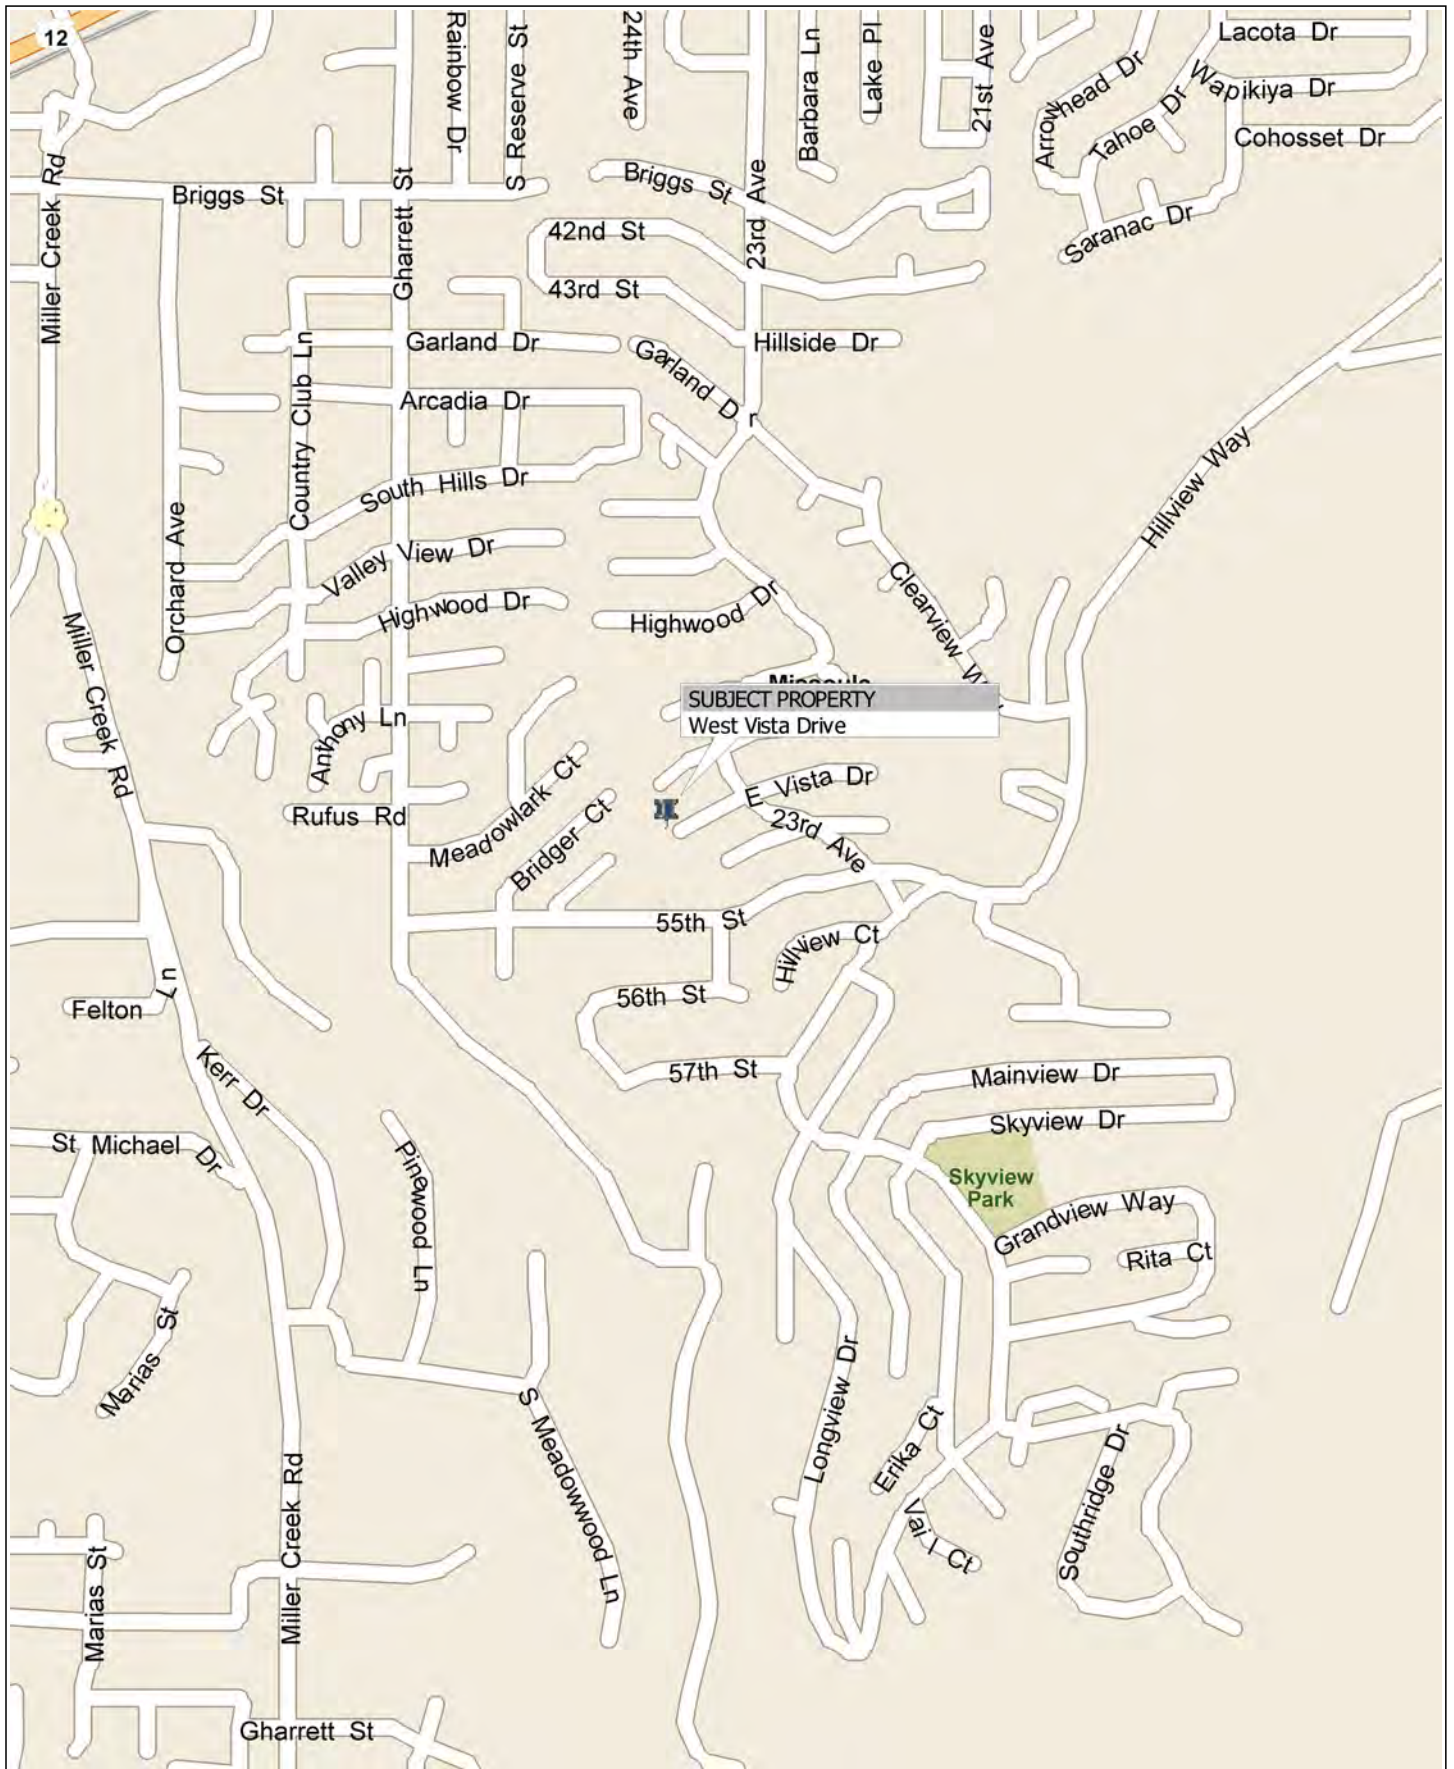 12
Rainbow Dr
S Reserve St
24th Ave
Barbara Ln
Lake Pl
21st Ave
Arrowhead Dr
Tahoe Dr
Lacota Dr
Wapikiya Dr
Cohosset Dr
Saranac Dr
Miller Creek Rd
Briggs St
Gharrett St
Briggs St
23rd Ave
42nd St
43rd St
Garland Dr
Garland Dr
Hillside Dr
Country Club Ln
Arcadia Dr
South Hills Dr
Hillview Way
Orchard Ave
Valley View Dr
Highwood Dr
Highwood Dr
Clearview W
Miller Creek Rd
Missoula
SUBJECT PROPERTY
West Vista Drive
Anthony Ln
E Vista Dr
Rufus Rd
Meadowlark Ct
Bridger Ct
23rd Ave
55th St
Hillview Ct
Felton Ln
56th St
57th St
Kerr Dr
Mainview Dr
Skyview Dr
St Michael Dr
Pinewood Ln
Skyview
Park
Grandview Way
Rita Ct
Marias St
Longview Dr
Erika Ct
S Meadowwood Ln
Miller Creek Rd
Vai l Ct
Southridge Dr
Marias St
Gharrett St